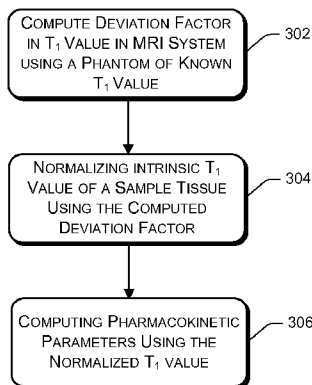 COMPUTE DEVIATION FACTOR
IN T1 VALUE IN MRI SYSTEM
USING A PHANTOM OF KNOWN
T1 VALUE
302
NORMALIZING INTRINSIC T1
VALUE OF A SAMPLE TISSUE
USING THE COMPUTED
DEVIATION FACTOR
304
COMPUTING PHARMACOKINETIC
PARAMETERS USING THE
NORMALIZED T1 VALUE
306